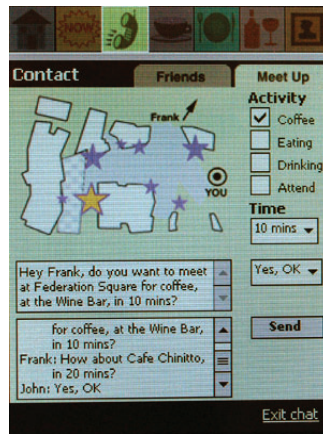 NOW
Contact
Friends
Meet Up
Frank
YOU
Activity
Coffee
Eating
Drinking
Attend
Time
10 mins
Hey Frank, do you want to meet
at Federation Square for coffee,
at the Wine Bar, in 10 mins?
Yes, OK
for coffee, at the Wine Bar,
in 10 mins?
Frank: How about Cafe Chinitto,
in 20 mins?
John: Yes, OK
Send
Exit chat